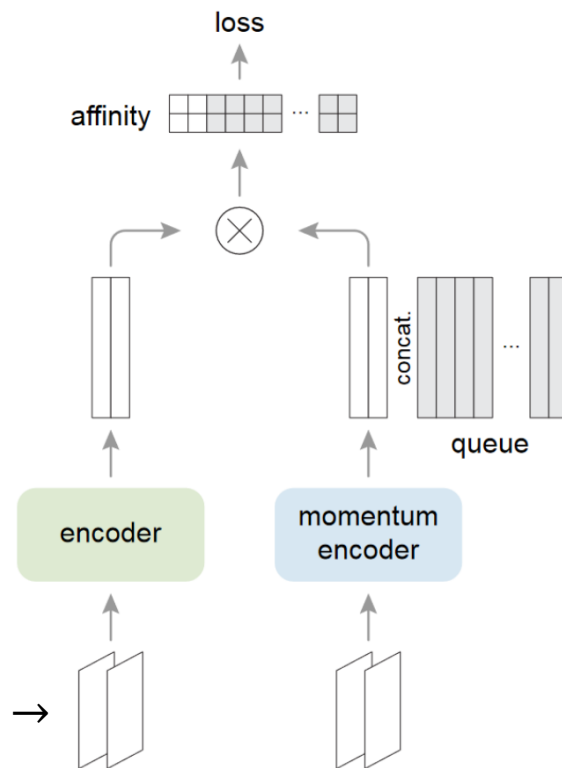 loss
affinity
...
concat.
...
queue
encoder
momentum
encoder